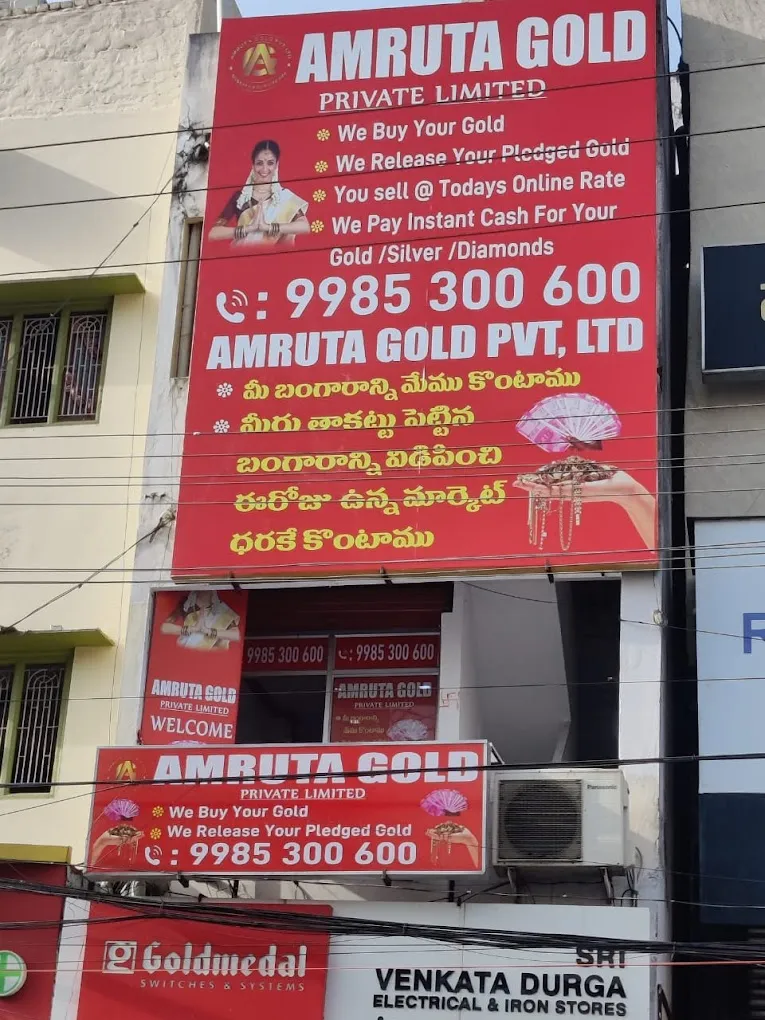 AMRUTA GOLD
PRIVATE LIMITED
We Buy Your Gold
We Release Your Pledged Gold
You sell @ Todays Online Rate
We Pay Instant Cash For Your
Gold /Silver /Diamonds
: 9985 300 600
AMRUTA GOLD PVT, LTD
మీ బంగారాన్ని మేము కొంటాము
మీరు తాకట్టు పెట్టిన
బంగారాన్ని విడిపించి
ఈరోజు ఉన్న మార్కెట్
ధరకే కొంటాము
9985 300 600
: 9985 300 600
AMRUTA GOLD
PRIVATE LIMITED
WELCOME
AMRUTA GOLD
PRIVATE LIMITED
మీ బంగారాన్ని
మేము కొంటాము
AMRUTA GOLD
PRIVATE LIMITED
We Buy Your Gold
We Release Your Pledged Gold
: 9985 300 600
Panasonic
Goldmedal
SWITCHES & SYSTEMS
SRI
VENKATA DURGA
ELECTRICAL & IRON STORES
R